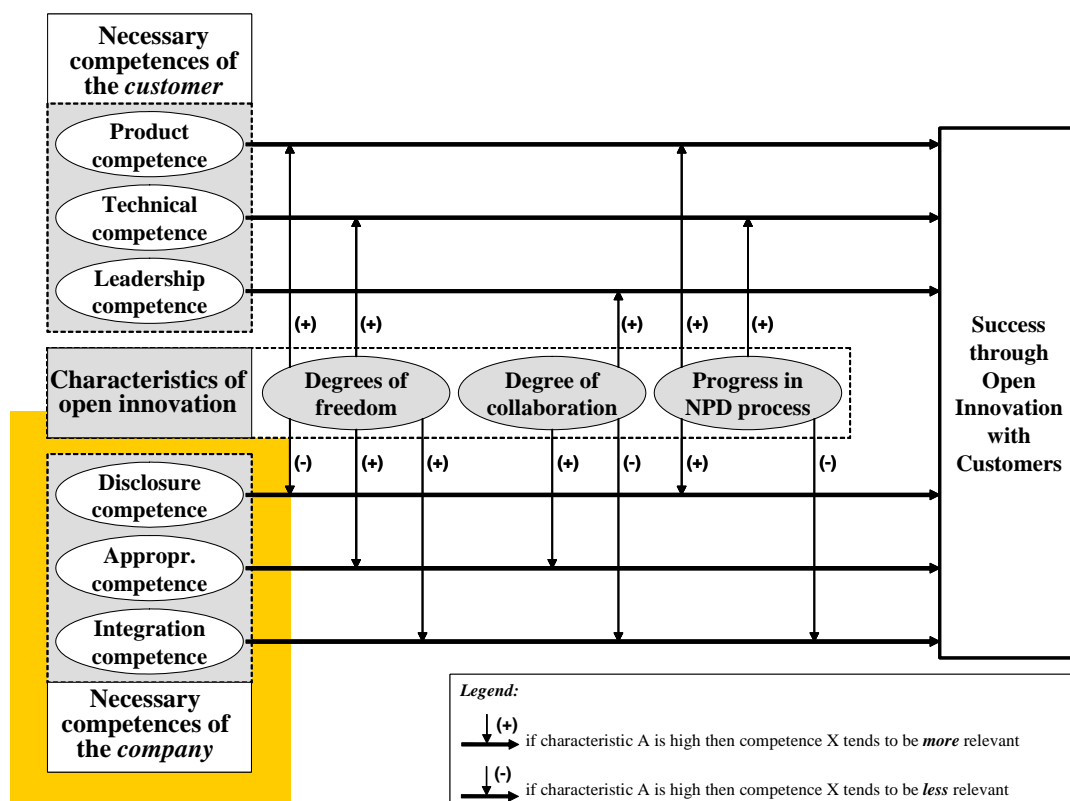 Necessary
competences of
the customer
Product
competence
Technical
competence
Leadership
competence
(+)
(+)
(+)
(+)
(+)
Characteristics of
open innovation
Degrees of
freedom
Degree of
collaboration
Progress in
NPD process
(-)
(+)
(+)
(+)
(-)
(+)
(-)
Disclosure
competence
Appropr.
competence
Integration
competence
Necessary
competences of
the company
Success
through
Open
Innovation
with
Customers
Legend:
(+)
if characteristic A is high then competence X tends to be more relevant
(-)
if characteristic A is high then competence X tends to be less relevant